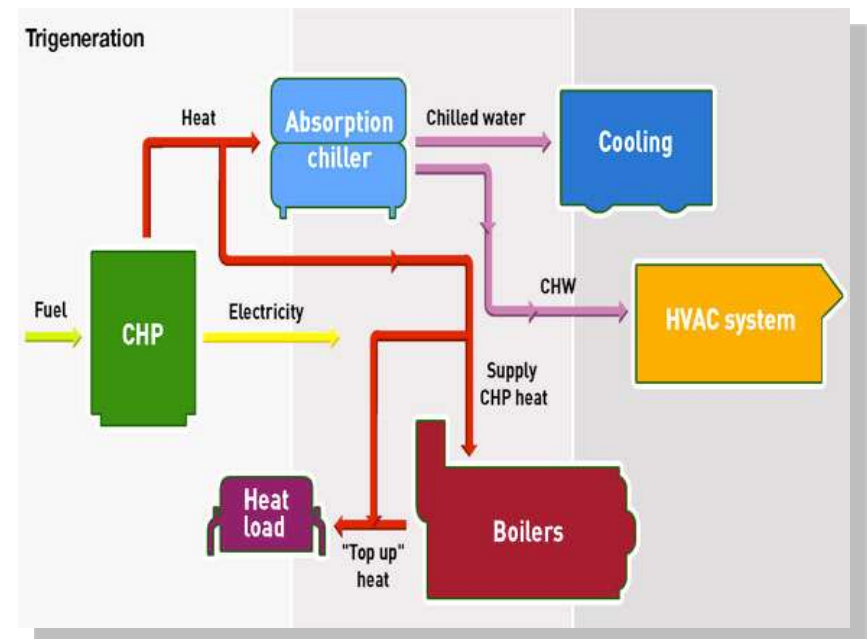 Trigeneration
Heat
Absorption
chiller
Chilled water
Cooling
Fuel
CHP
Electricity
CHW
HVAC system
Supply
CHP heat
Heat
load
"Top up"
heat
Boilers